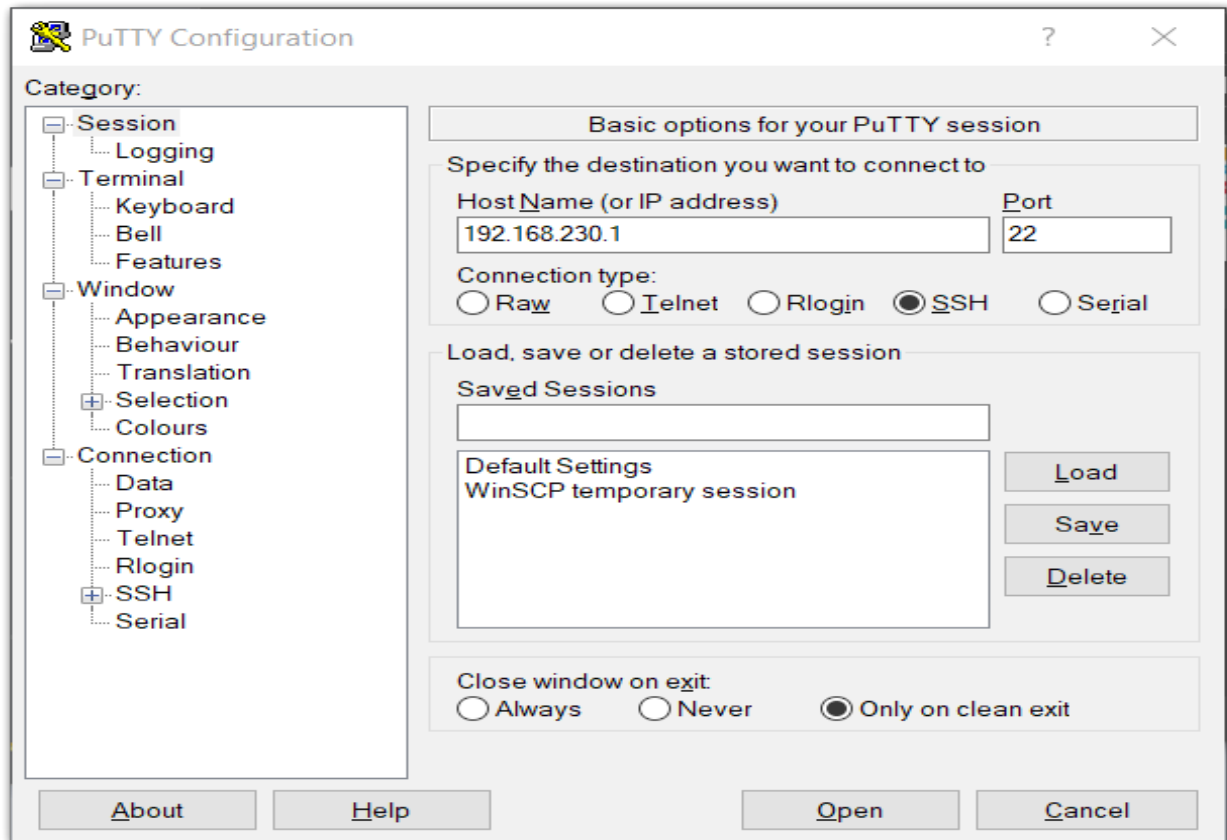 PuTTY Configuration
?
Category:
Session
Logging
Terminal
Keyboard
Bell
Features
Window
Appearance
Behaviour
Translation
Selection
Colours
Connection
Data
Proxy
Telnet
Rlogin
SSH
Serial
Basic options for your PuTTY session
Specify the destination you want to connect to
Host Name (or IP address) Port
192.168.230.1 22
Connection type:
Raw Telnet Rlogin SSH Serial
Load, save or delete a stored session
Saved Sessions
Default Settings
WinSCP temporary session
Load
Save
Delete
Close window on exit:
Always Never Only on clean exit
About Help Open Cancel